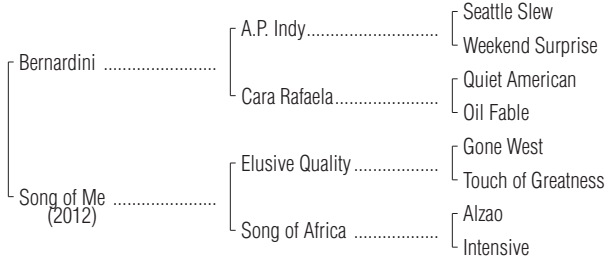 Seattle Slew
A.P. Indy
Weekend Surprise
Bernardini
Quiet American
Cara Rafaela
Oil Fable
Gone West
Elusive Quality
Touch of Greatness
Song of Me
(2012)
Alzao
Song of Africa
Intensive